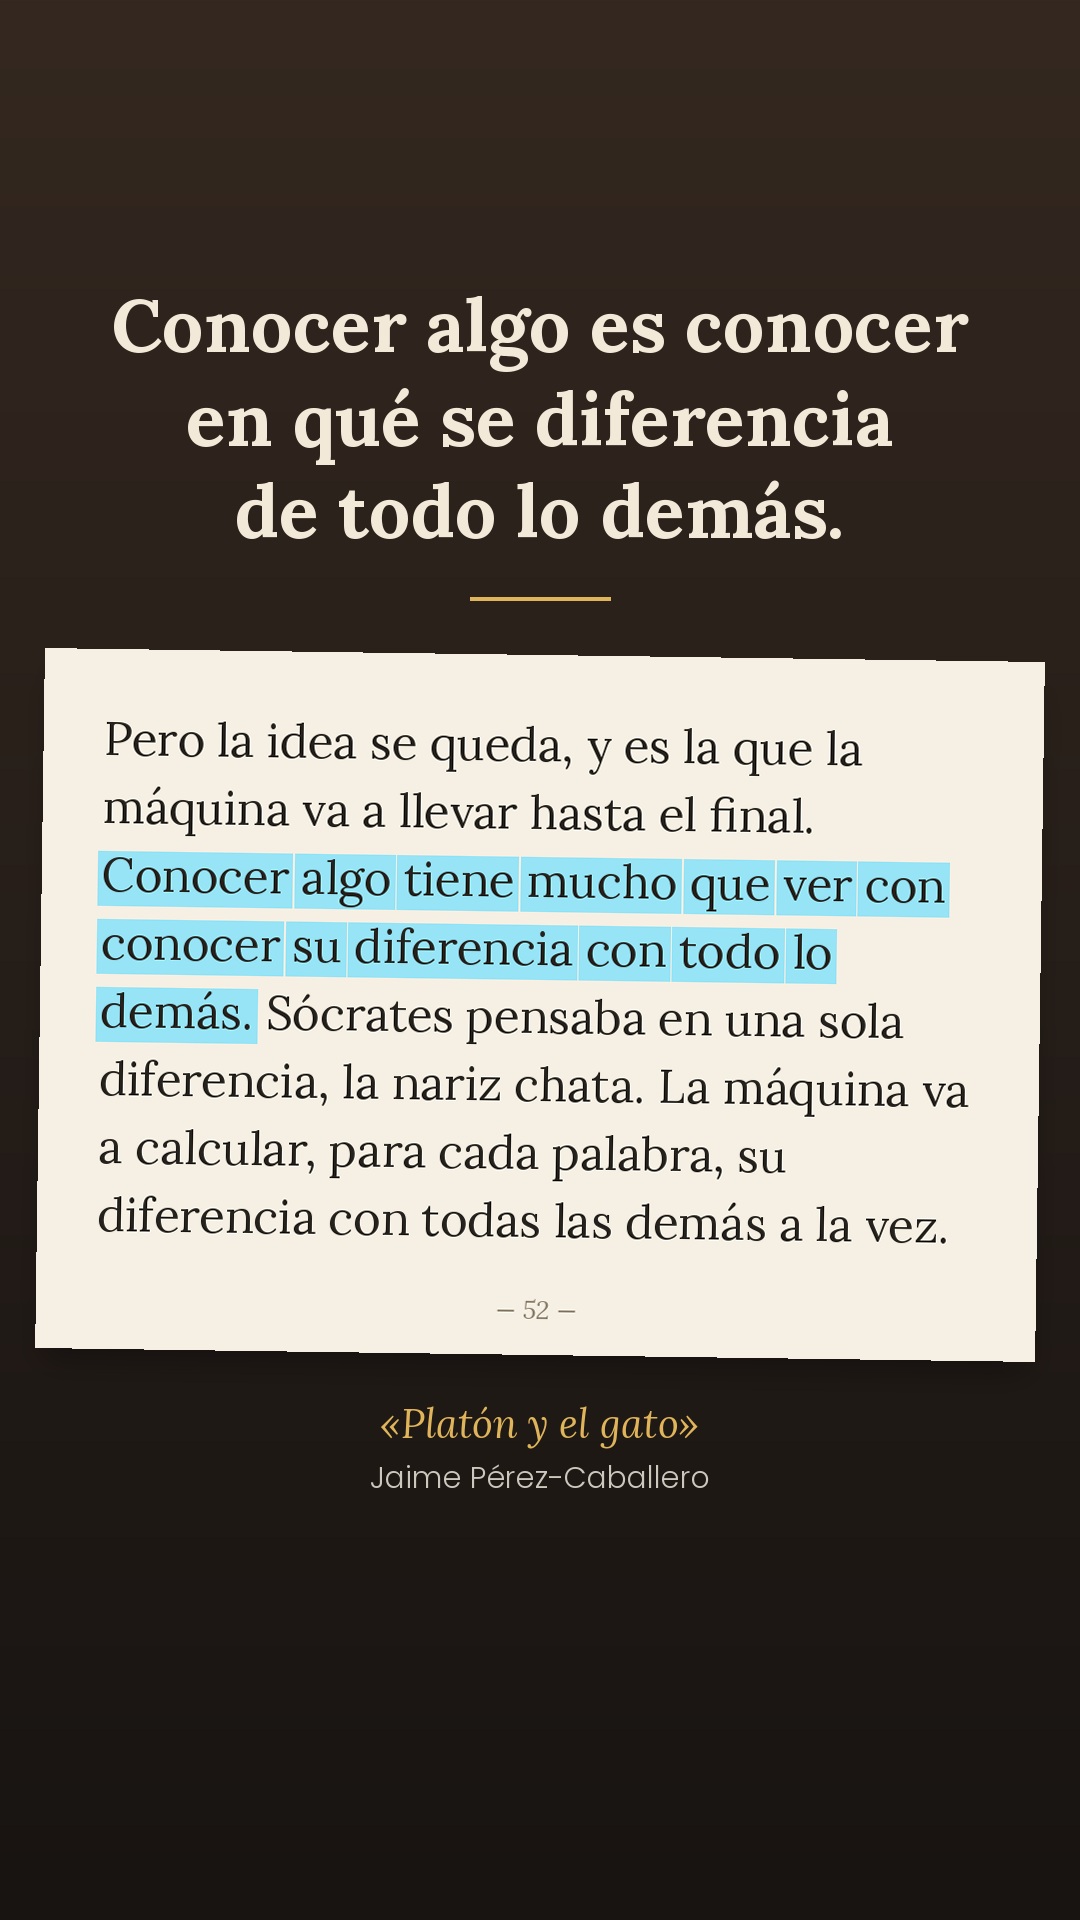 Conocer algo es conocer
en qué se diferencia
de todo lo demás.
Pero la idea se queda, y es la que la
máquina va a llevar hasta el final.
Conocer algo tiene mucho que ver con
conocer su diferencia con todo lo
demás. Sócrates pensaba en una sola
diferencia, la nariz chata. La máquina va
a calcular, para cada palabra, su
diferencia con todas las demás a la vez.
— 52 —
«Platón y el gato»
Jaime Pérez-Caballero